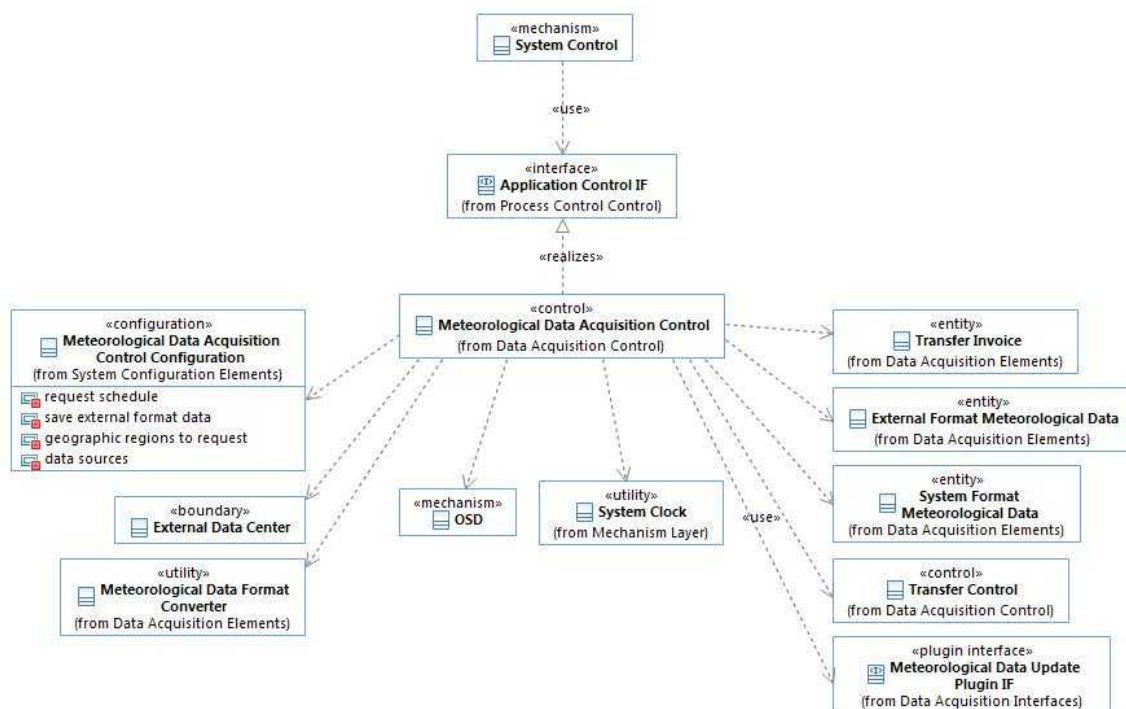 «mechanism»
System Control
«use»
«interface»
Application Control IF
(from Process Control Control)
«realizes»
«control»
Meteorological Data Acquisition Control
(from Data Acquisition Control)
«configuration»
Meteorological Data Acquisition
Control Configuration
(from System Configuration Elements)
request schedule
save external format data
geographic regions to request
data sources
«boundary»
External Data Center
«utility»
Meteorological Data Format
Converter
(from Data Acquisition Elements)
«mechanism»
OSD
«utility»
System Clock
(from Mechanism Layer)
«use»
«entity»
Transfer Invoice
(from Data Acquisition Elements)
«entity»
External Format Meteorological Data
(from Data Acquisition Elements)
«entity»
System Format
Meteorological Data
(from Data Acquisition Elements)
«control»
Transfer Control
(from Data Acquisition Control)
«plugin interface»
Meteorological Data Update
Plugin IF
(from Data Acquisition Interfaces)